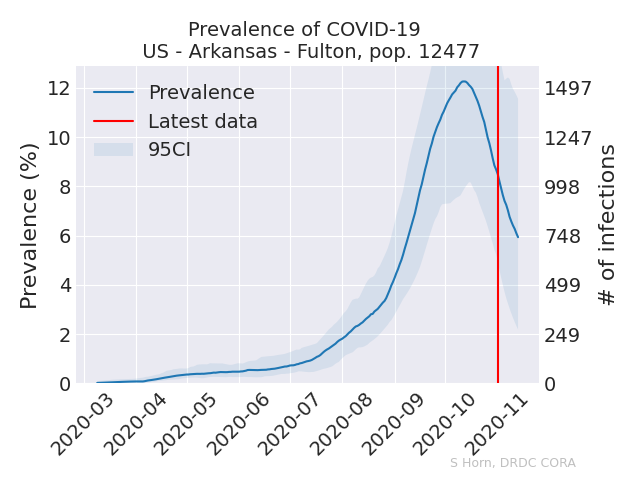 Prevalence of COVID-19
US - Arkansas - Fulton, pop. 12477
Prevalence
Latest data
95CI
Prevalence (%)
12
10
8
6
4
2
0
1497
1247
998
748
499
249
0
# of infections
2020-03
2020-04
2020-05
2020-06
2020-07
2020-08
2020-09
2020-10
2020-11
S Horn, DRDC CORA